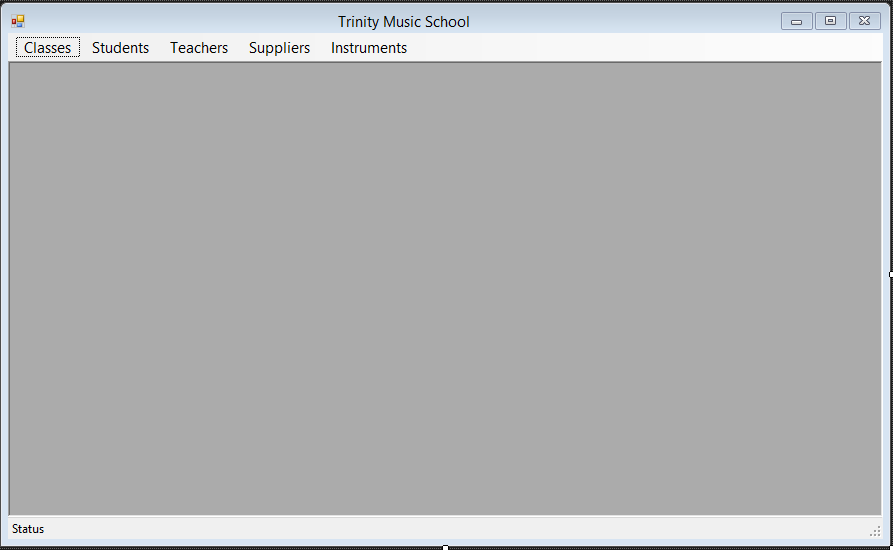 Trinity Music School
Classes Students Teachers Suppliers Instruments
Status